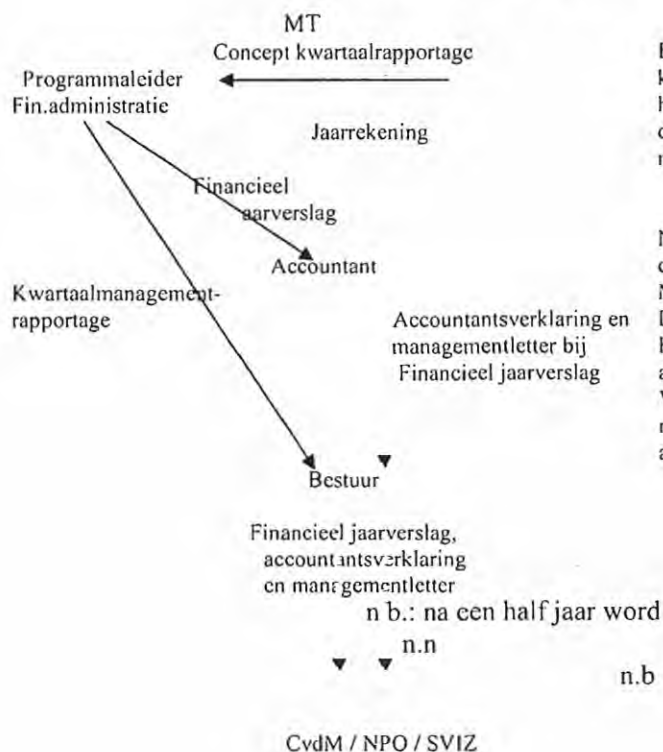 MT
Concept kwartaalrapportage
Programmaleider
Fin.administratie
Jaarrekening
Financieel
aarverslag
Accountant
Kwartaalmanagement-
rapportage
Accountantsverklaring en
managementletter bij
Financieel jaarverslag
Bestuur
Financieel jaarverslag,
accountantsverklaring
en managementletter
n b.: na een half jaar word
n.n
n.b
CvdM / NPO / SVIZ